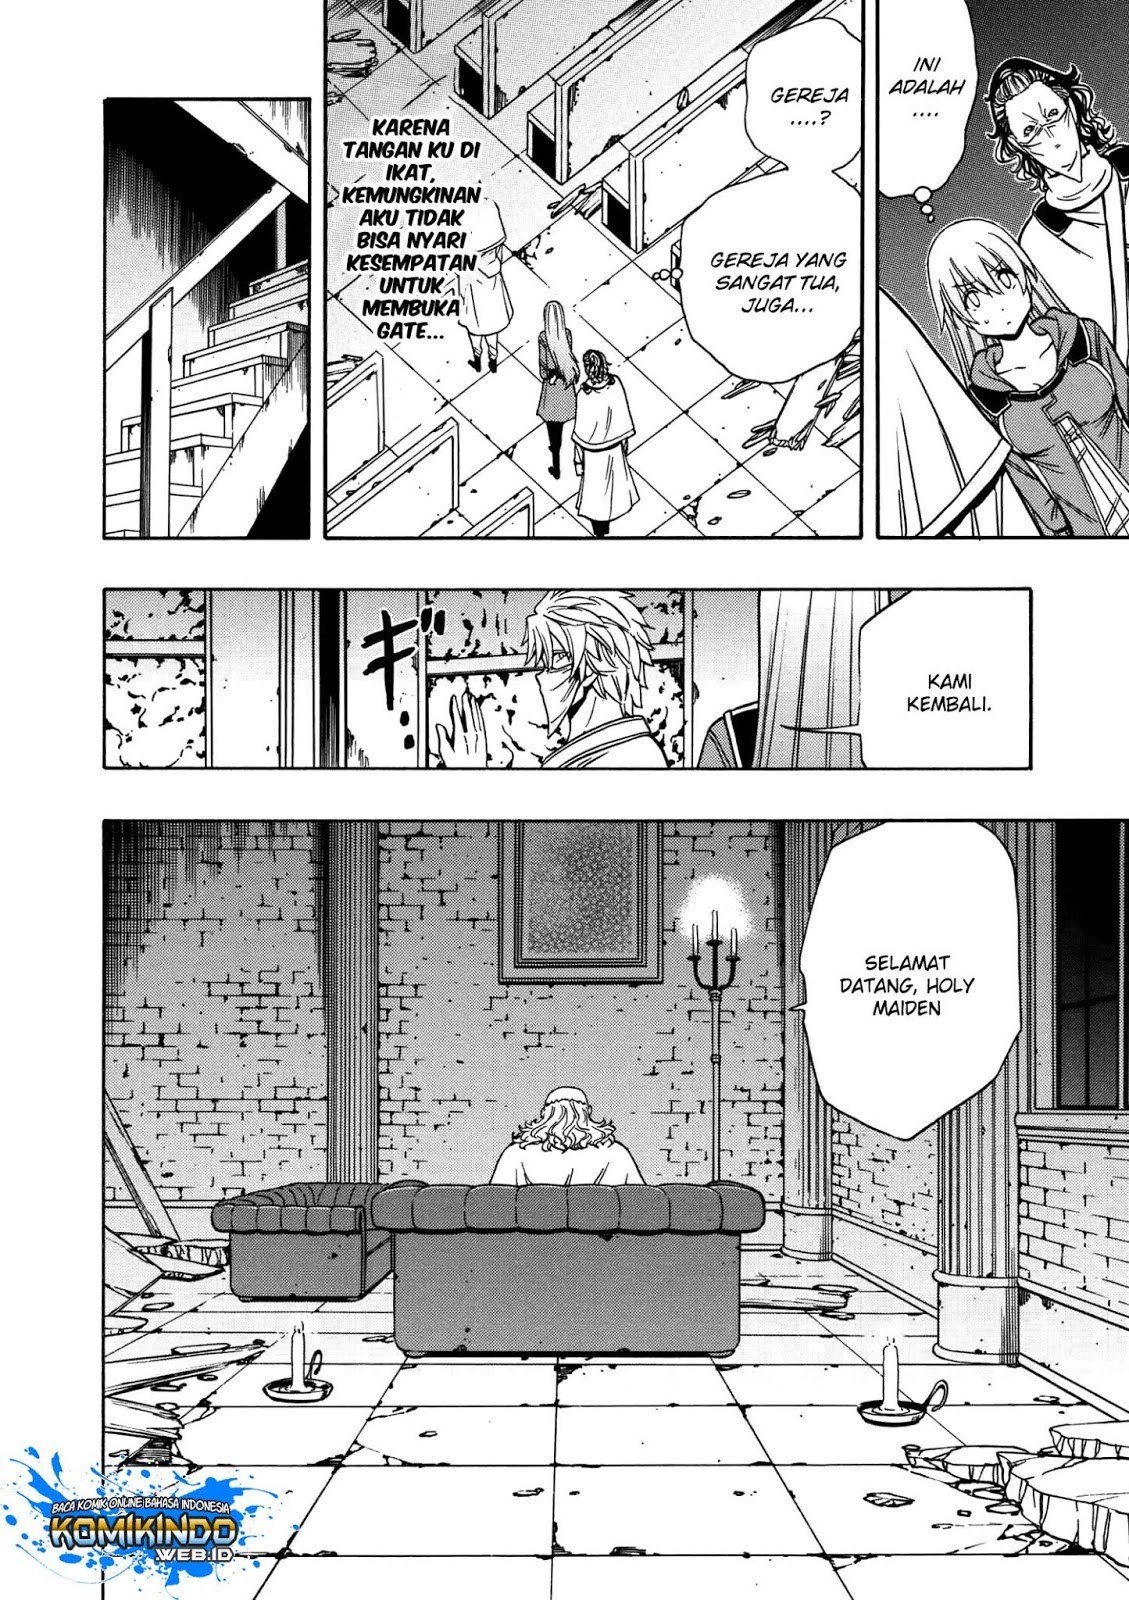 INI
ADALAH
....
GEREJA
....?
GEREJA YANG
SANGAT TUA,
JUGA...
KARENA
TANGAN KU DI
IKAT,
KEMUNGKINAN
AKU TIDAK
BISA NYARI
KESEMPATAN
UNTUK
MEMBUKA
GATE...
KAMI
KEMBALI.
ギ...
SELAMAT
DATANG, HOLY
MAIDEN
BACA KOMIK ONLINE BAHASA INDONESIA
KOMIKINDO
WEB.ID